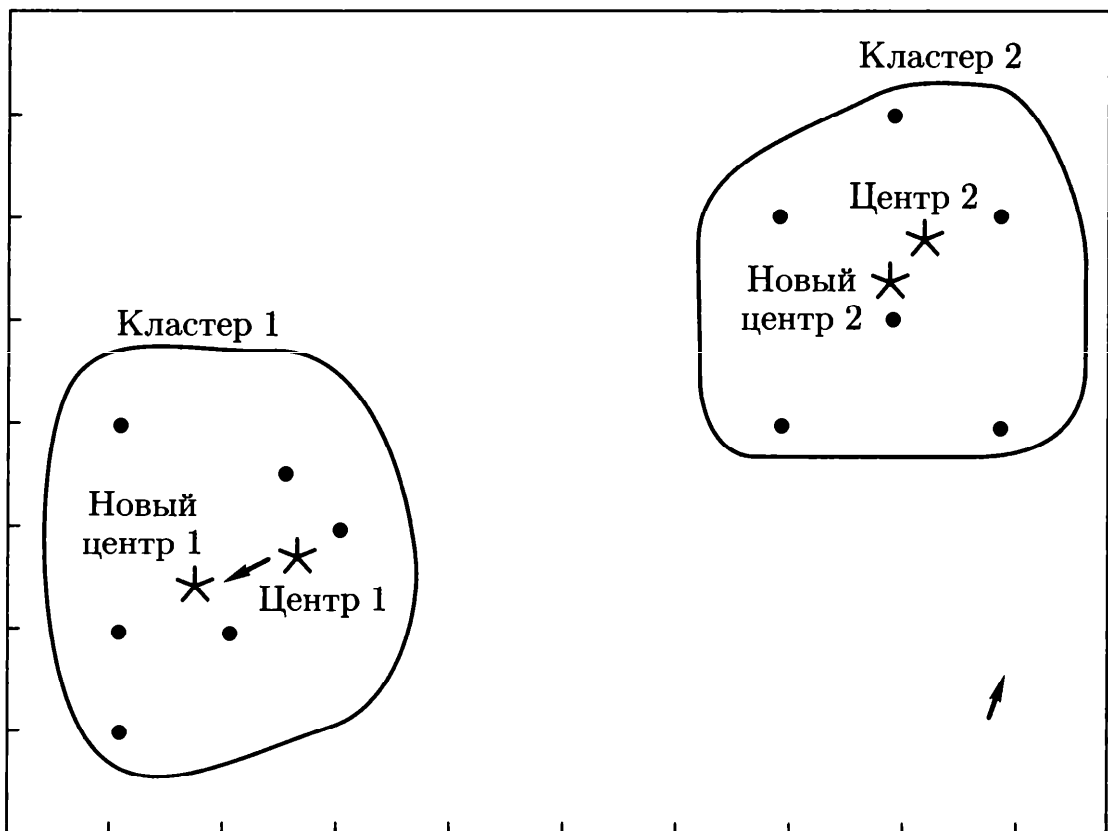 Кластер 2
Центр 2
Новый
центр 2
Кластер 1
Новый
центр 1
Центр 1